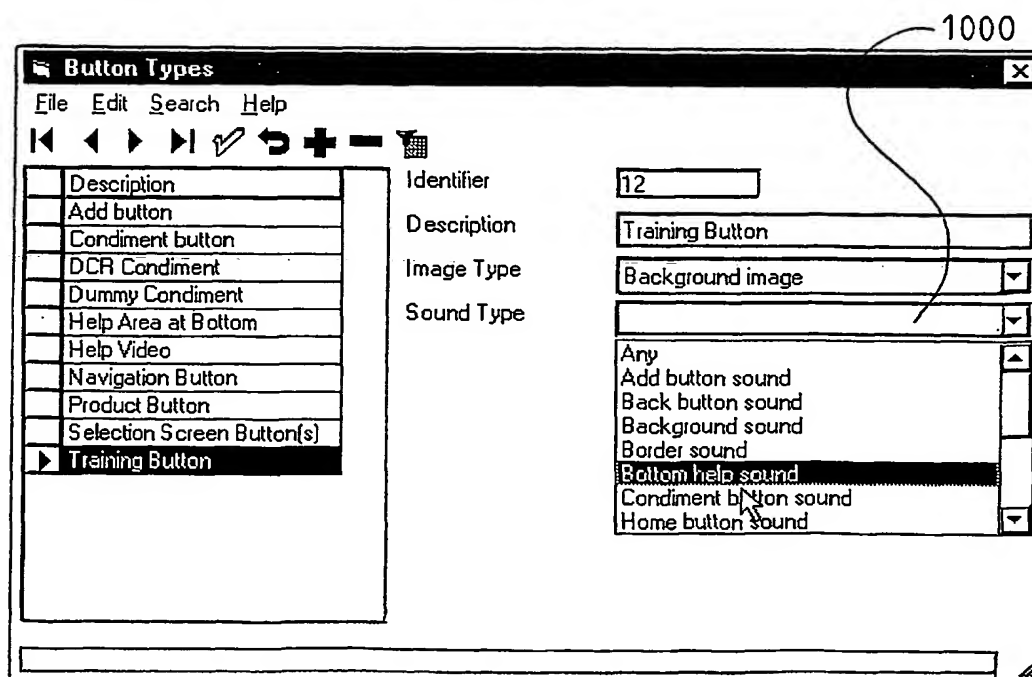 1000
Button Types
File Edit Search Help
Description
Add button
Condiment button
DCR Condiment
Dummy Condiment
Help Area at Bottom
Help Video
Navigation Button
Product Button
Selection Screen Button(s)
Training Button
Identifier 12
Description Training Button
Image Type Background image
Sound Type
Any
Add button sound
Back button sound
Background sound
Border sound
Bottom help sound
Condiment button sound
Home button sound